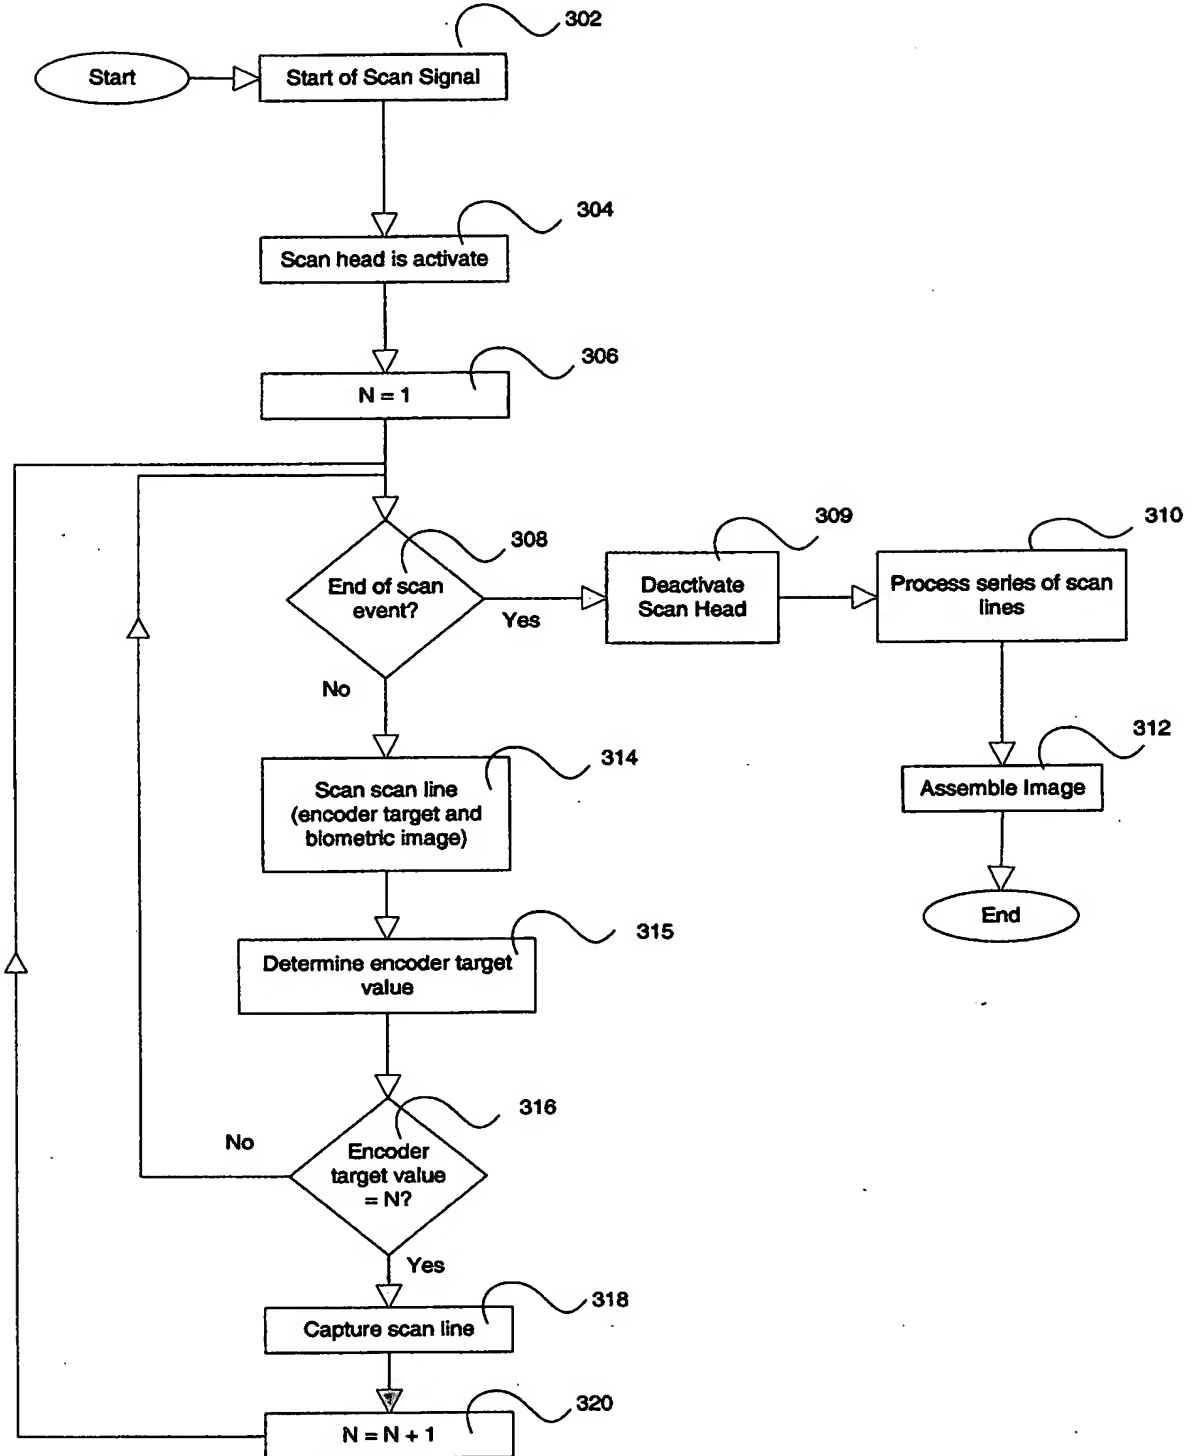 302
Start
Start of Scan Signal
304
Scan head is activate
306
N = 1
308
End of scan
event?
Yes
No
309
Deactivate
Scan Head
310
Process series of scan
lines
312
Assemble Image
End
314
Scan scan line
(encoder target and
biometric image)
315
Determine encoder target
value
316
Encoder
target value
= N?
No
Yes
318
Capture scan line
320
N = N + 1